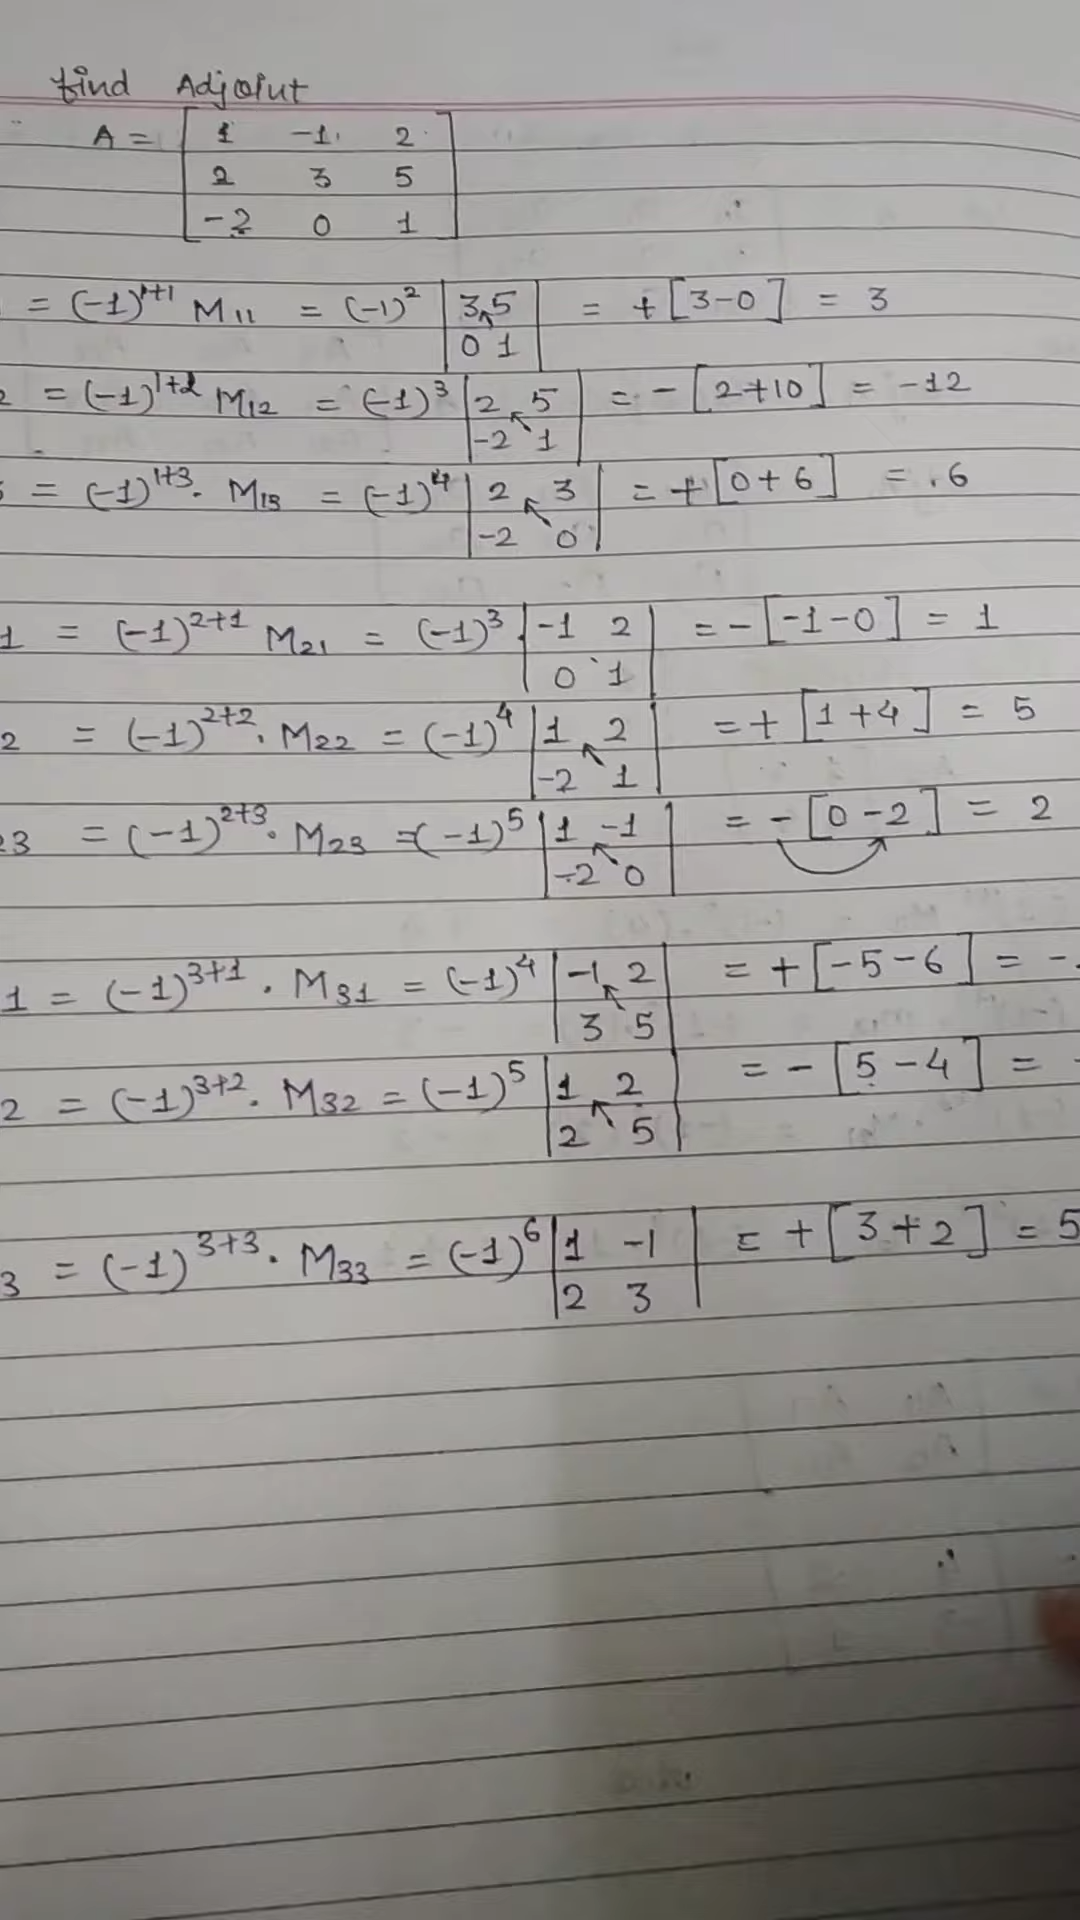 find Adjoint
A = [ 1 -1 2
2 3 5
-2 0 1 ]
= (-1)^1+1 M11 = (-1)^2 | 3 5 | = +[3-0] = 3
0 1
2 = (-1)^1+2 M12 = (-1)^3 | 2 5 | = -[2+10] = -12
-2 1
= (-1)^1+3 . M13 = (-1)^4 | 2 3 | = +[0+6] = 6
-2 0
1 = (-1)^2+1 M21 = (-1)^3 | -1 2 | = -[-1-0] = 1
0 1
2 = (-1)^2+2 . M22 = (-1)^4 | 1 2 | = +[1+4] = 5
-2 1
23 = (-1)^2+3 . M23 = (-1)^5 | 1 -1 | = -[0-2] = 2
-2 0
1 = (-1)^3+1 . M31 = (-1)^4 | -1 2 | = +[-5-6] = -
3 5
2 = (-1)^3+2 . M32 = (-1)^5 | 1 2 | = -[5-4] = -
2 5
3 = (-1)^3+3 . M33 = (-1)^6 | 1 -1 | = +[3+2] = 5
2 3